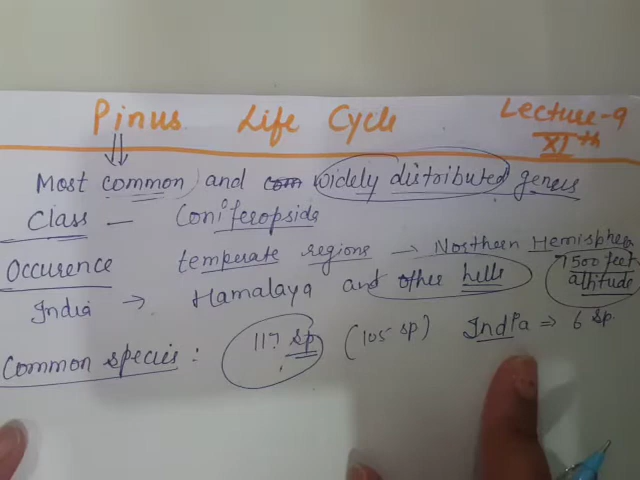 Pinus Life Cycle Lecture-9
XIth
Most common and com widely distributed genus
Class — Coniferopsida
Occurence temperate regions → Northern Hemisphere
1500 feet
altitude
India → Hamalaya and other hills
Common species : 117 sp (105 sp) India ⇒ 6 sp.